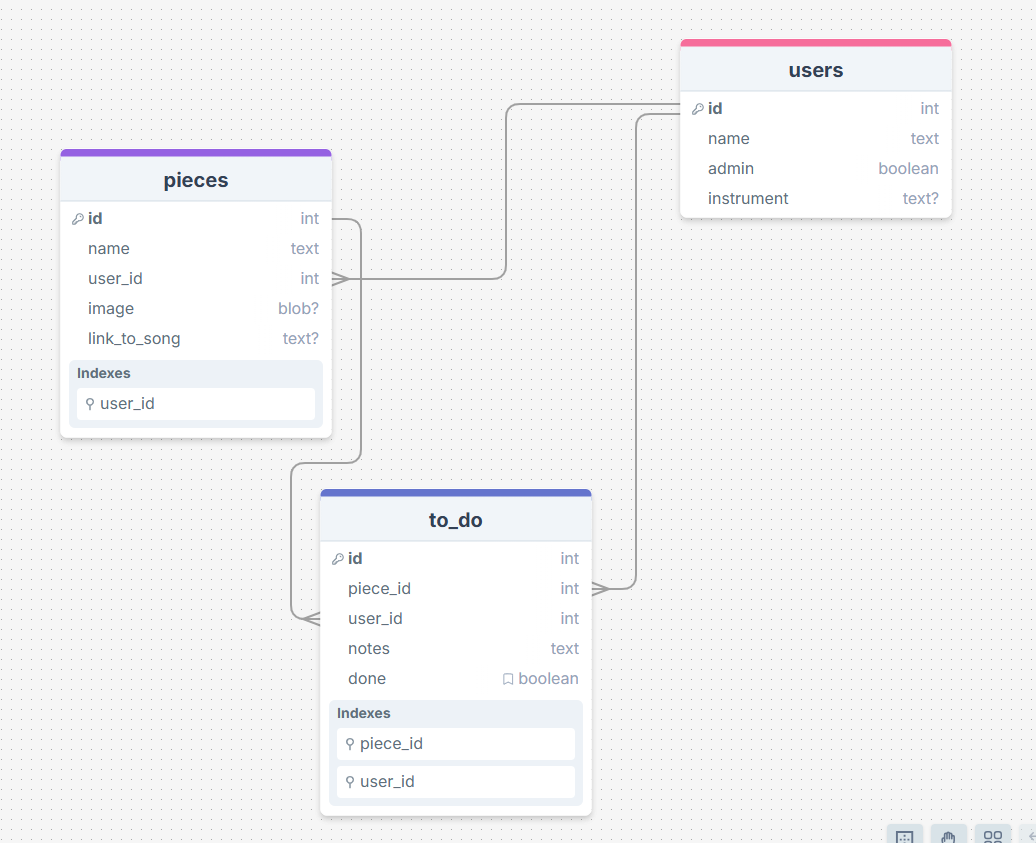 users
id int
name text
admin boolean
instrument text?
pieces
id int
name text
user_id int
image blob?
link_to_song text?
Indexes
user_id
to_do
id int
piece_id int
user_id int
notes text
done boolean
Indexes
piece_id
user_id